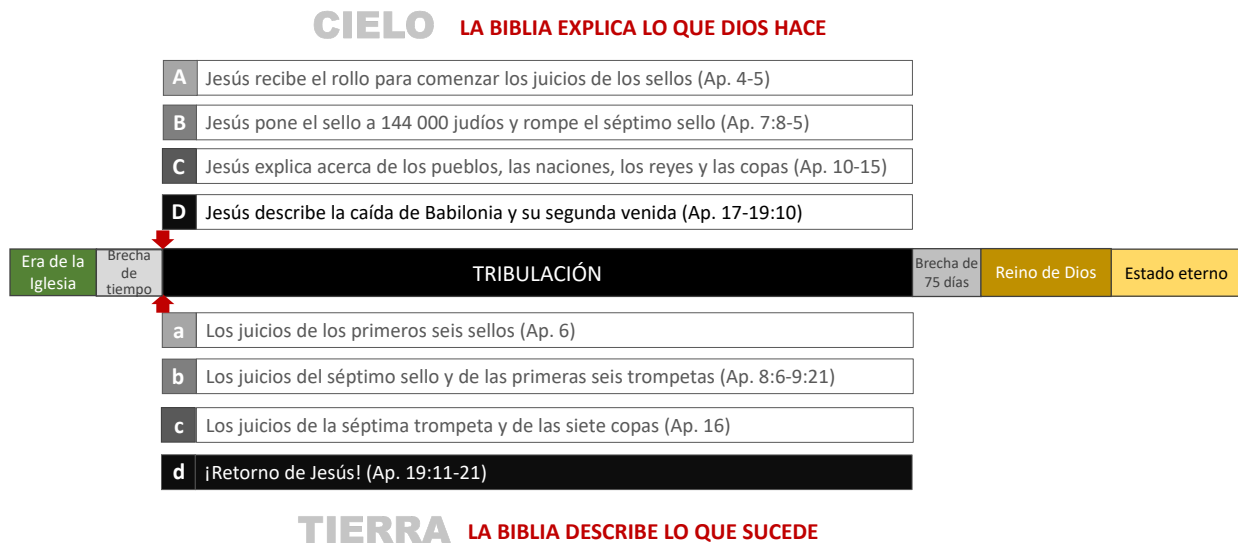 CIELO LA BIBLIA EXPLICA LO QUE DIOS HACE
A Jesús recibe el rollo para comenzar los juicios de los sellos (Ap. 4-5)
B Jesús pone el sello a 144 000 judíos y rompe el séptimo sello (Ap. 7:8-5)
C Jesús explica acerca de los pueblos, las naciones, los reyes y las copas (Ap. 10-15)
D Jesús describe la caída de Babilonia y su segunda venida (Ap. 17-19:10)
Era de la
Iglesia
Brecha
de
tiempo
TRIBULACIÓN
Brecha de
75 días
Reino de Dios
Estado eterno
a Los juicios de los primeros seis sellos (Ap. 6)
b Los juicios del séptimo sello y de las primeras seis trompetas (Ap. 8:6-9:21)
c Los juicios de la séptima trompeta y de las siete copas (Ap. 16)
d ¡Retorno de Jesús! (Ap. 19:11-21)
TIERRA LA BIBLIA DESCRIBE LO QUE SUCEDE